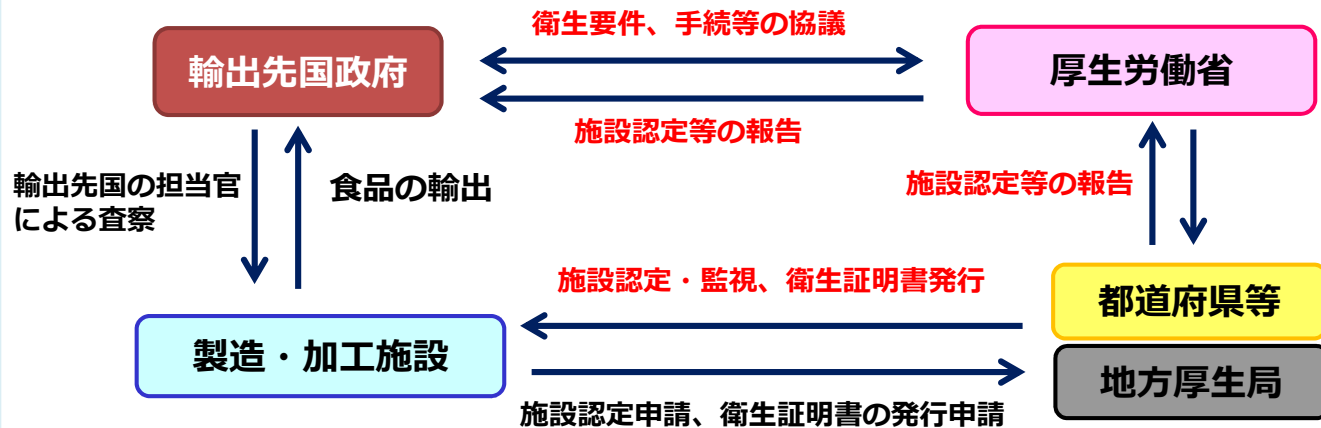 衛生要件、手続等の協議
輸出先国政府
厚生労働省
施設認定等の報告
輸出先国の担当官
による査察
食品の輸出
施設認定等の報告
施設認定・監視、衛生証明書発行
都道府県等
製造・加工施設
地方厚生局
施設認定申請、衛生証明書の発行申請